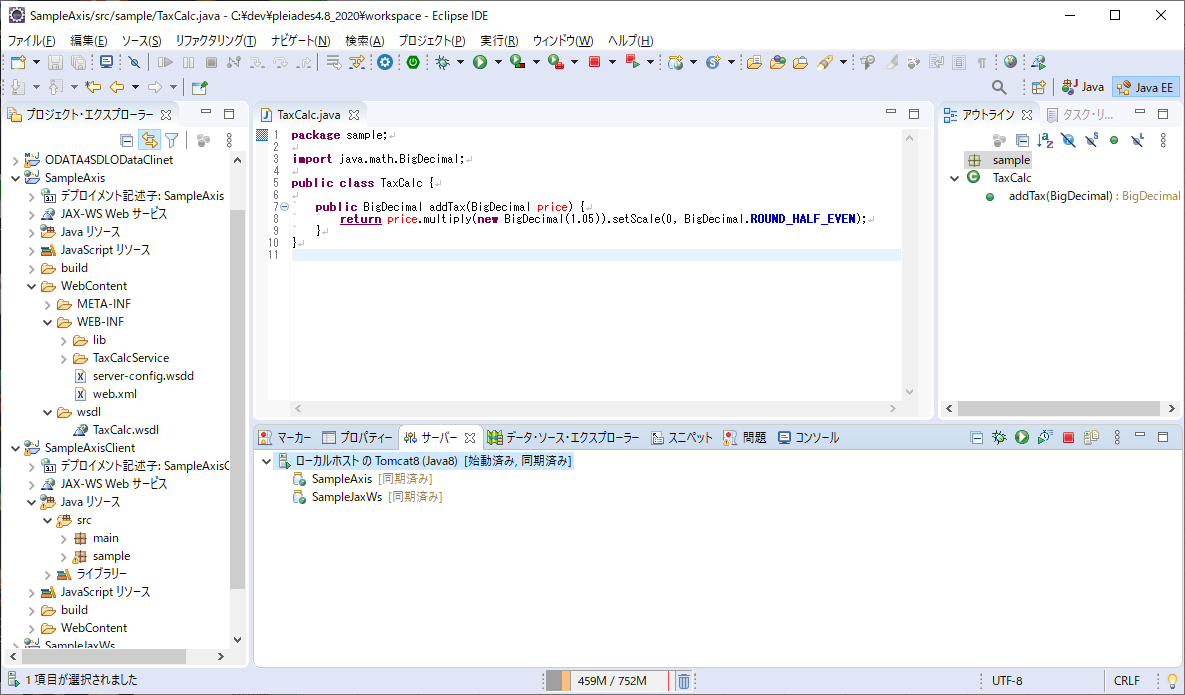 SampleAxis/src/sample/TaxCalc.java - C:¥dev¥pleiades4.8_2020¥workspace - Eclipse IDE
ファイル(F) 編集(E) ソース(S) リファクタリング(T) ナビゲート(N) 検索(A) プロジェクト(P) 実行(R) ウィンドウ(W) ヘルプ(H)
Java Java EE
プロジェクト・エクスプローラー
ODATA4SDLODataClinet
SampleAxis
デプロイメント記述子: SampleAxis
JAX-WS Web サービス
Java リソース
JavaScript リソース
build
WebContent
META-INF
WEB-INF
lib
TaxCalcService
server-config.wsdd
web.xml
wsdl
TaxCalc.wsdl
SampleAxisClient
デプロイメント記述子: SampleAxisC
JAX-WS Web サービス
Java リソース
src
main
sample
ライブラリー
JavaScript リソース
build
WebContent
SampleJaxWs
TaxCalc.java
1 package sample;
2
3 import java.math.BigDecimal;
4
5 public class TaxCalc {
6
7 public BigDecimal addTax(BigDecimal price) {
8 return price.multiply(new BigDecimal(1.05)).setScale(0, BigDecimal.ROUND_HALF_EVEN);
9 }
10 }
11
アウトライン タスク・リ...
sample
TaxCalc
addTax(BigDecimal) : BigDecimal
マーカー プロパティー サーバー データ・ソース・エクスプローラー スニペット 問題 コンソール
ローカルホスト の Tomcat8 (Java8) [始動済み, 同期済み]
SampleAxis [同期済み]
SampleJaxWs [同期済み]
1 項目が選択されました
459M / 752M
UTF-8
CRLF